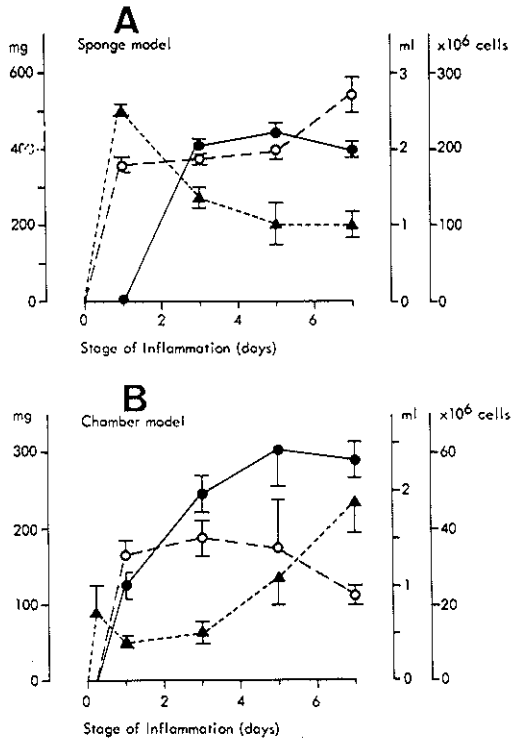 A
mg Sponge model ml x10⁶ cells
600 3 300
400 2 200
200 1 100
0 0 0
0 2 4 6
Stage of Inflammation (days)
B
mg Chamber model ml x10⁶ cells
300 60
2
200 40
100 1 20
0 0 0
0 2 4 6
Stage of Inflammation (days)